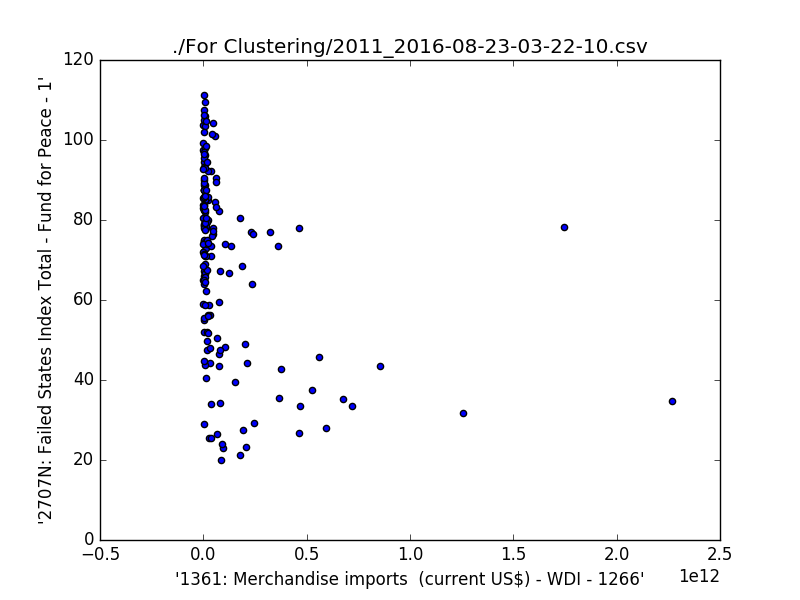 ./For Clustering/2011_2016-08-23-03-22-10.csv
120
100
80
60
40
20
0
'2707N: Failed States Index Total - Fund for Peace - 1'
−0.5 0.0 0.5 1.0 1.5 2.0 2.5
1e12
'1361: Merchandise imports  (current US$) - WDI - 1266'